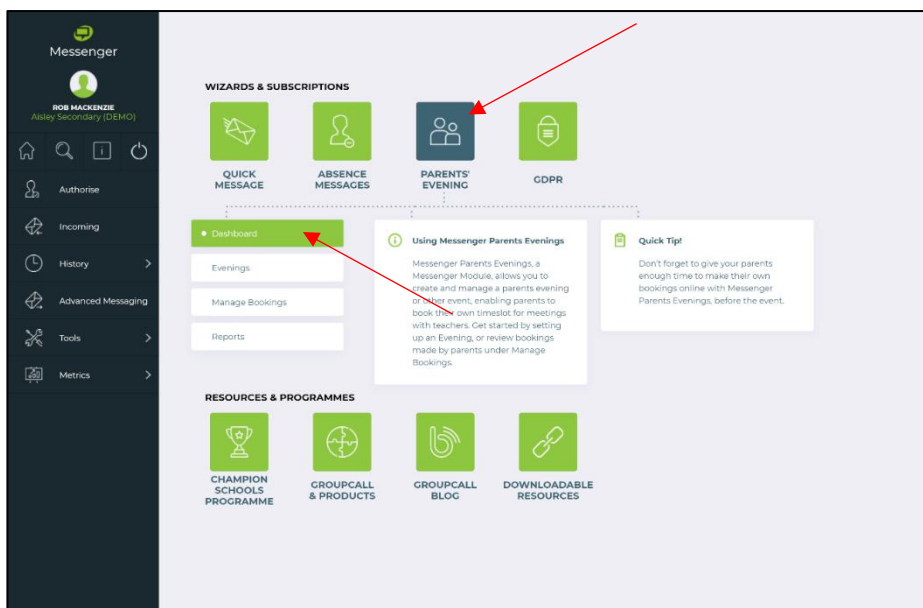 Messenger
ROB MACKENZIE
Aisley Secondary (DEMO)
i
Authorise
Incoming
History
Advanced Messaging
Tools
Metrics
WIZARDS & SUBSCRIPTIONS
QUICK
MESSAGE
ABSENCE
MESSAGES
PARENTS'
EVENING
GDPR
Dashboard
Evenings
Manage Bookings
Reports
Using Messenger Parents Evenings
Messenger Parents Evenings, a
Messenger Module, allows you to
create and manage a parents evening
or other event, enabling parents to
book their own timeslot for meetings
with teachers. Get started by setting
up an Evening, or review bookings
made by parents under Manage
Bookings.
Quick Tip!
Don't forget to give your parents
enough time to make their own
bookings online with Messenger
Parents Evenings, before the event.
RESOURCES & PROGRAMMES
CHAMPION
SCHOOLS
PROGRAMME
GROUPCALL
& PRODUCTS
GROUPCALL
BLOG
DOWNLOADABLE
RESOURCES